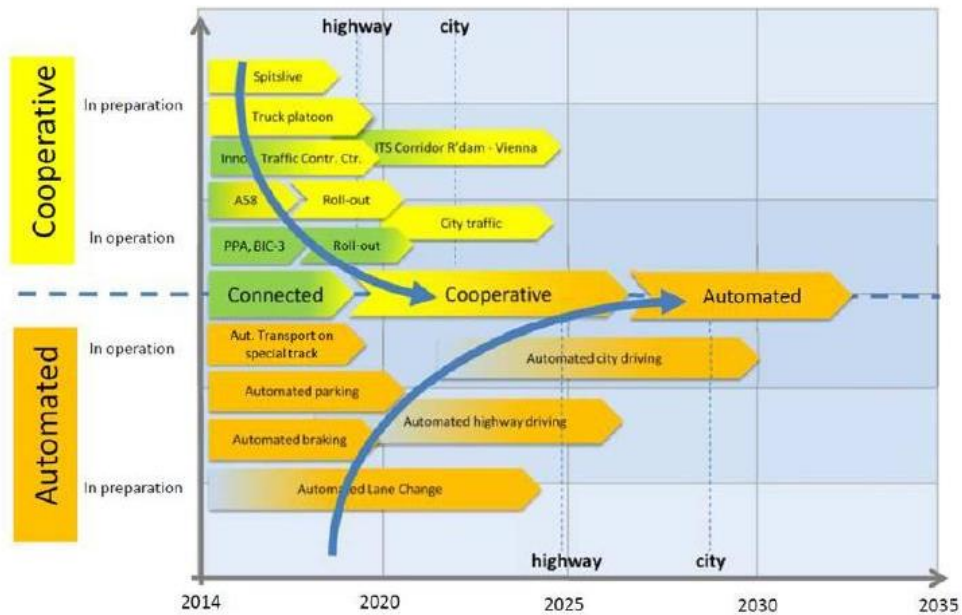 highway
city
Cooperative
In preparation
In operation
Spitslive
Truck platoon
ITS Corridor R'dam - Vienna
Inno
Traffic Contr. Ctr.
A58
Roll-out
City traffic
PPA, BIC-3
Roll-out
Connected
Cooperative
Automated
Automated
In operation
In preparation
Aut. Transport on
special track
Automated city driving
Automated parking
Automated highway driving
Automated braking
Automated Lane Change
highway
city
2014
2020
2025
2030
2035